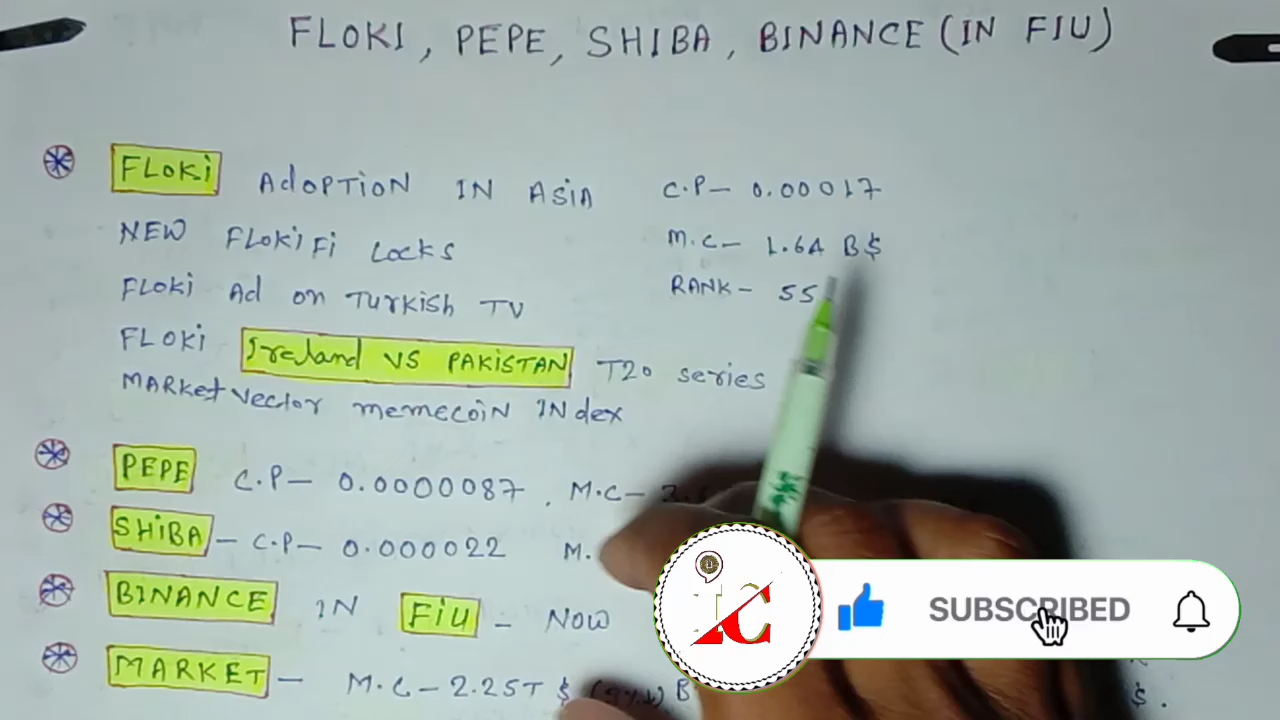 FLOKI, PEPE, SHIBA, BINANCE (IN FIU)
FLOKi ADOPTION IN ASIA C.P- 0.00017
NEW FLOKiFi LOCKS M.C- 1.64 B$
FLOKi Ad on TURKISH TV RANK- 55
FLOKi Ireland VS PAKISTAN T20 series
MARKET VECTOR MEMECOIN INdex
PEPE C.P- 0.0000087, M.C-
SHiBA - C.P- 0.000022 M.
BINANCE IN FiU - NOW
MARKET - M.C- 2.25T $ B $.
IC
SUBSCRIBED